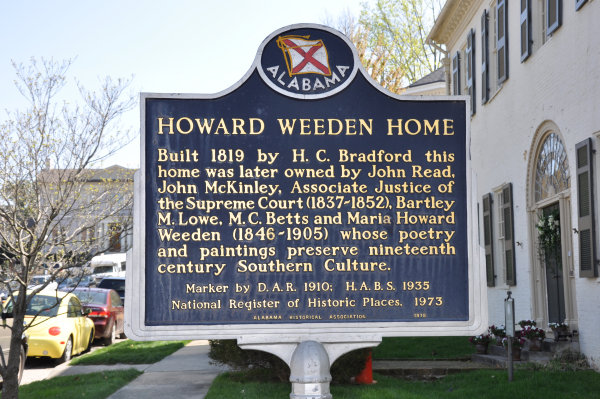 ALABAMA
HOWARD WEEDEN HOME
Built 1819 by H. C. Bradford this
home was later owned by John Read,
John McKinley, Associate Justice of
the Supreme Court (1837-1852), Bartley
M. Lowe, M.C. Betts and Maria Howard
Weeden (1846-1905) whose poetry
and paintings preserve nineteenth
century Southern Culture.
Marker by D.A.R. 1910; H.A.B.S. 1935
National Register of Historic Places, 1973
ALABAMA HISTORICAL ASSOCIATION